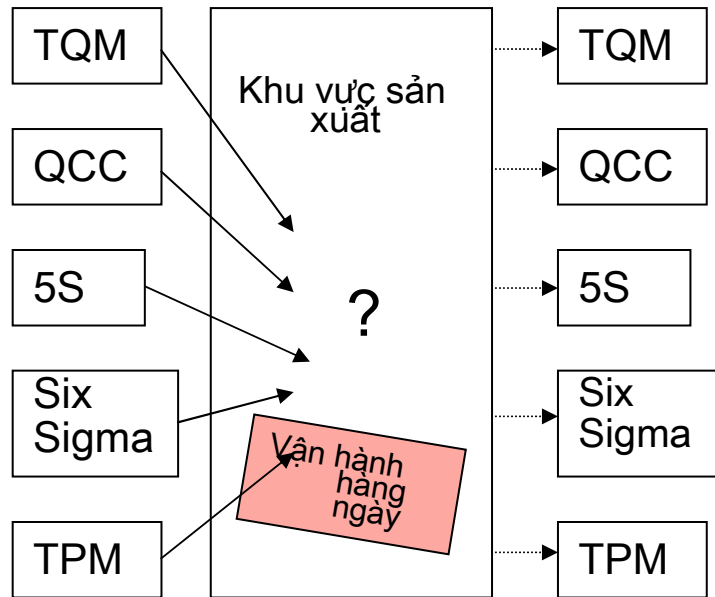 TQM
QCC
5S
Six
Sigma
TPM
Khu vực sản
xuất
?
Vận hành
hàng
ngày
TQM
QCC
5S
Six
Sigma
TPM